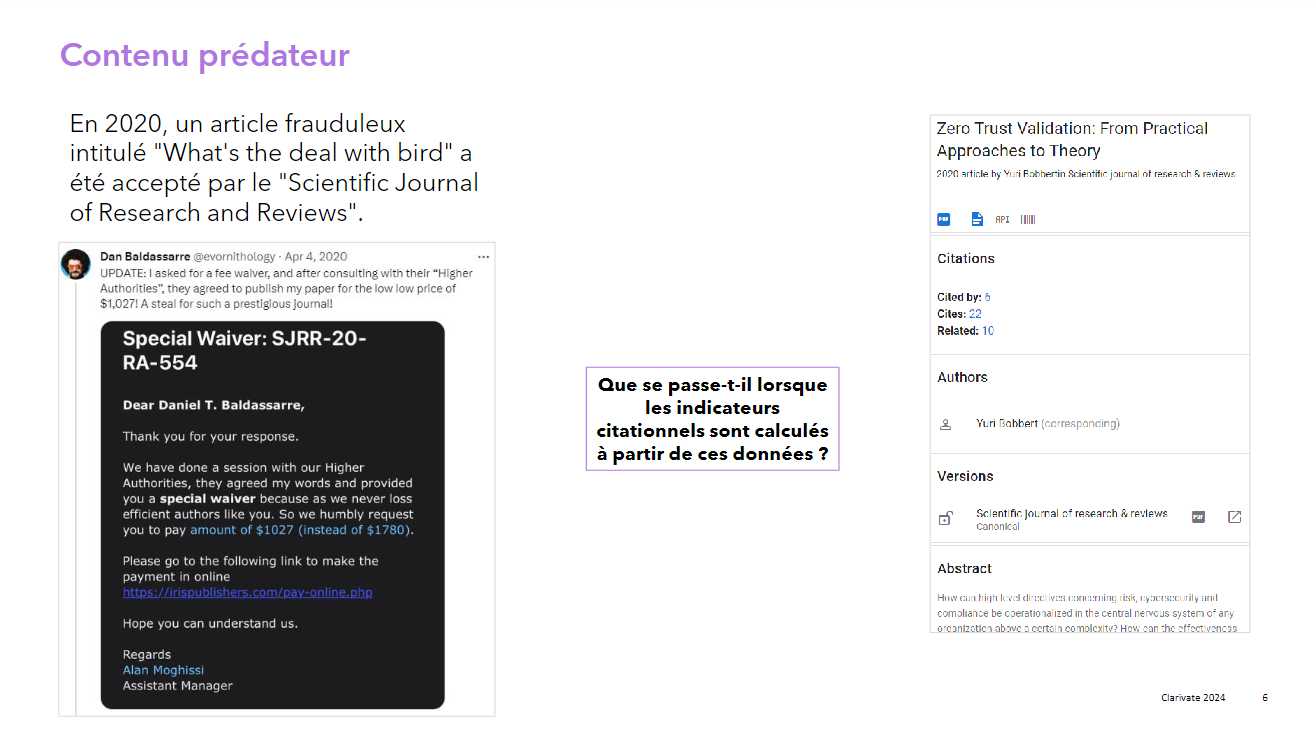 Contenu prédateur
En 2020, un article frauduleux
intitulé "What's the deal with bird" a
été accepté par le "Scientific Journal
of Research and Reviews".
Dan Baldassarre @evornithology · Apr 4, 2020
UPDATE: I asked for a fee waiver, and after consulting with their “Higher
Authorities”, they agreed to publish my paper for the low low price of
$1,027! A steal for such a prestigious journal!
Special Waiver: SJRR-20-
RA-554
Dear Daniel T. Baldassarre,
Thank you for your response.
We have done a session with our Higher
Authorities, they agreed my words and provided
you a special waiver because as we never loss
efficient authors like you. So we humbly request
you to pay amount of $1027 (instead of $1780).
Please go to the following link to make the
payment in online
https://irispublishers.com/pay-online.php
Hope you can understand us.
Regards
Alan Moghissi
Assistant Manager
Que se passe-t-il lorsque
les indicateurs
citationnels sont calculés
à partir de ces données ?
Zero Trust Validation: From Practical
Approaches to Theory
2020 article by Yuri Bobbertin Scientific journal of research & reviews
PDF API
Citations
Cited by: 6
Cites: 22
Related: 10
Authors
Yuri Bobbert (corresponding)
Versions
Scientific journal of research & reviews
Canonical
PDF
Abstract
How can high level directives concerning risk, cybersecurity and
compliance be operationalized in the central nervous system of any
organization above a certain complexity? How can the effectiveness
Clarivate 2024 6